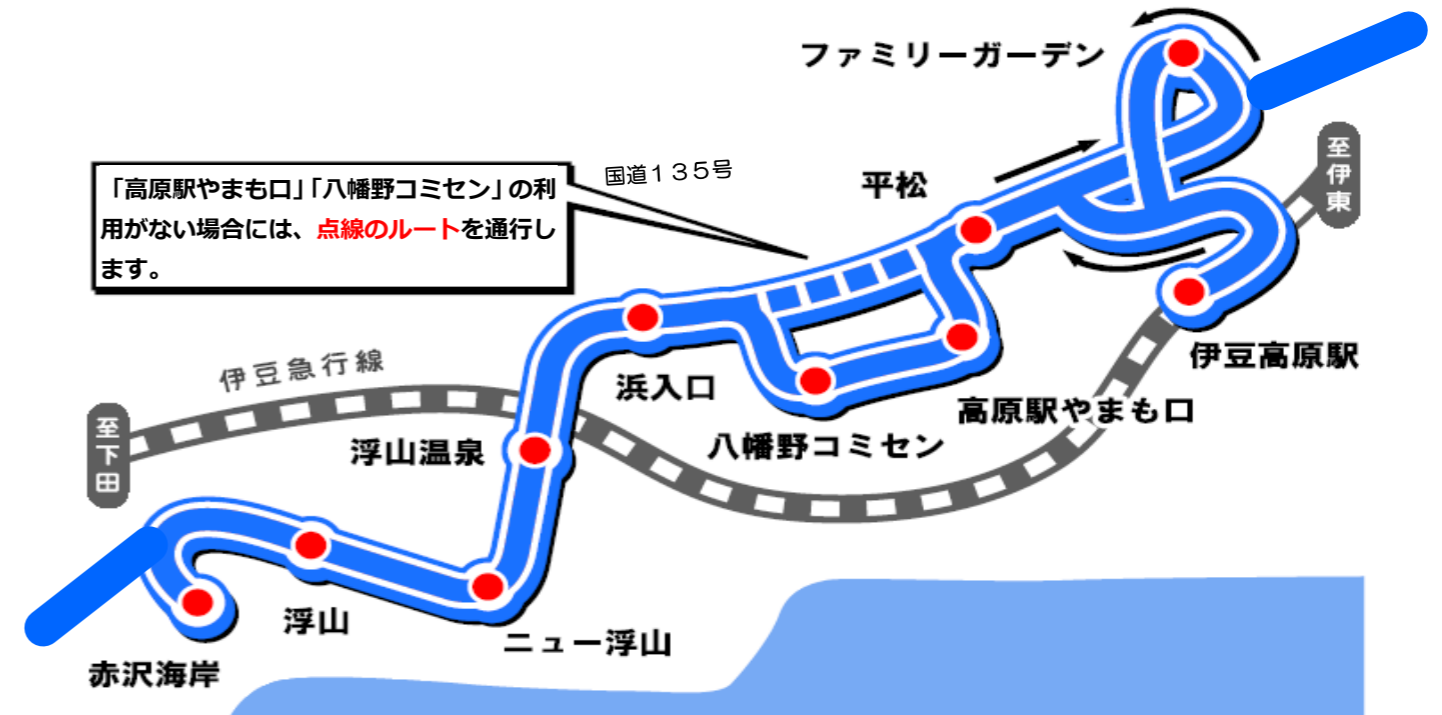 ファミリーガーデン
至伊東
国道135号
「高原駅やまも口」「八幡野コミセン」の利
用がない場合には、点線のルートを通行し
ます。
平松
伊豆高原駅
伊豆急行線
浜入口
高原駅やまも口
八幡野コミセン
浮山温泉
至下田
浮山
ニュー浮山
赤沢海岸